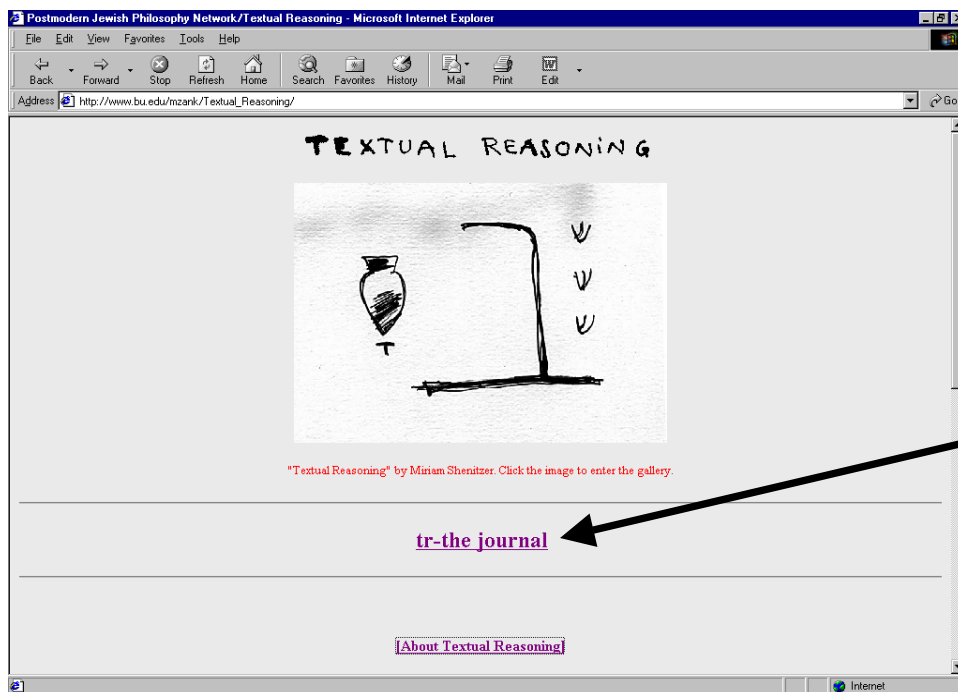 Postmodern Jewish Philosophy Network/Textual Reasoning - Microsoft Internet Explorer
File Edit View Favorites Tools Help
Back Forward Stop Refresh Home Search Favorites History Mail Print Edit
Address http://www.bu.edu/mzank/Textual_Reasoning/ Go
TEXTUAL REASONiNG
ש
ש
ש
T
"Textual Reasoning" by Miriam Shenitzer. Click the image to enter the gallery.
tr-the journal
[About Textual Reasoning]
Internet